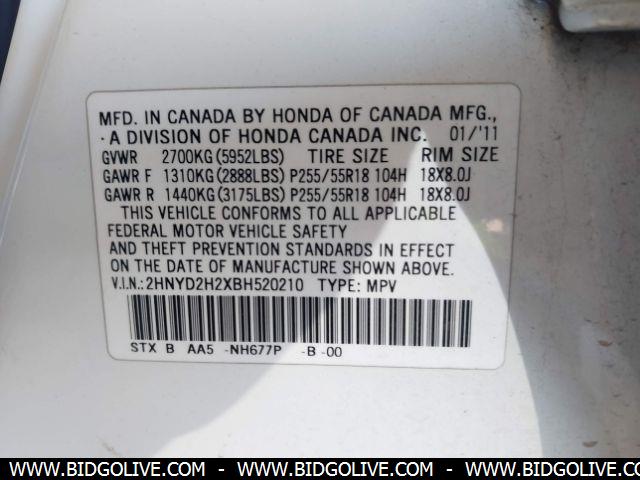 MFD. IN CANADA BY HONDA OF CANADA MFG.,
A DIVISION OF HONDA CANADA INC. 01/'11
GVWR 2700KG(5952LBS) TIRE SIZE RIM SIZE
GAWR F 1310KG(2888LBS) P255/55R18 104H 18X8.0J
GAWR R 1440KG(3175LBS) P255/55R18 104H 18X8.0J
THIS VEHICLE CONFORMS TO ALL APPLICABLE
FEDERAL MOTOR VEHICLE SAFETY
AND THEFT PREVENTION STANDARDS IN EFFECT
ON THE DATE OF MANUFACTURE SHOWN ABOVE.
V.I.N.:2HNYD2H2XBH520210 TYPE: MPV
STX B AA5 -NH677P -B -00
WWW.BIDGOLIVE.COM - WWW.BIDGOLIVE.COM - WWW.BIDGOLIVE.COM